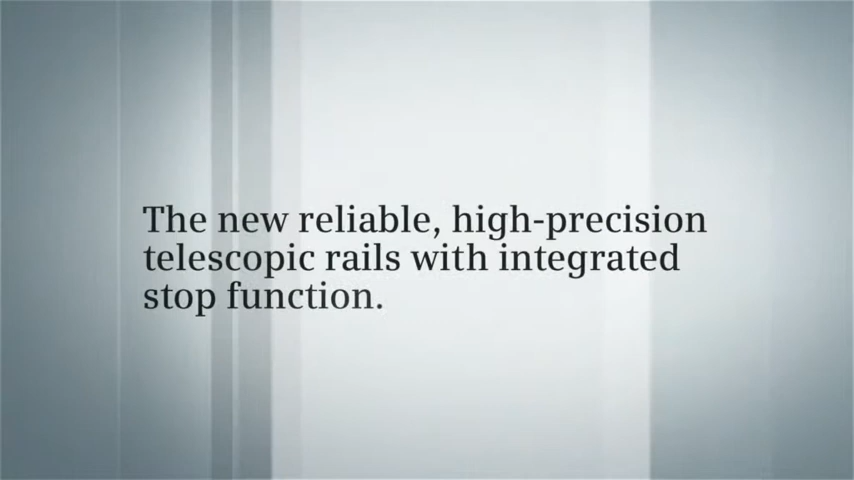 The new reliable, high-precision
telescopic rails with integrated
stop function.